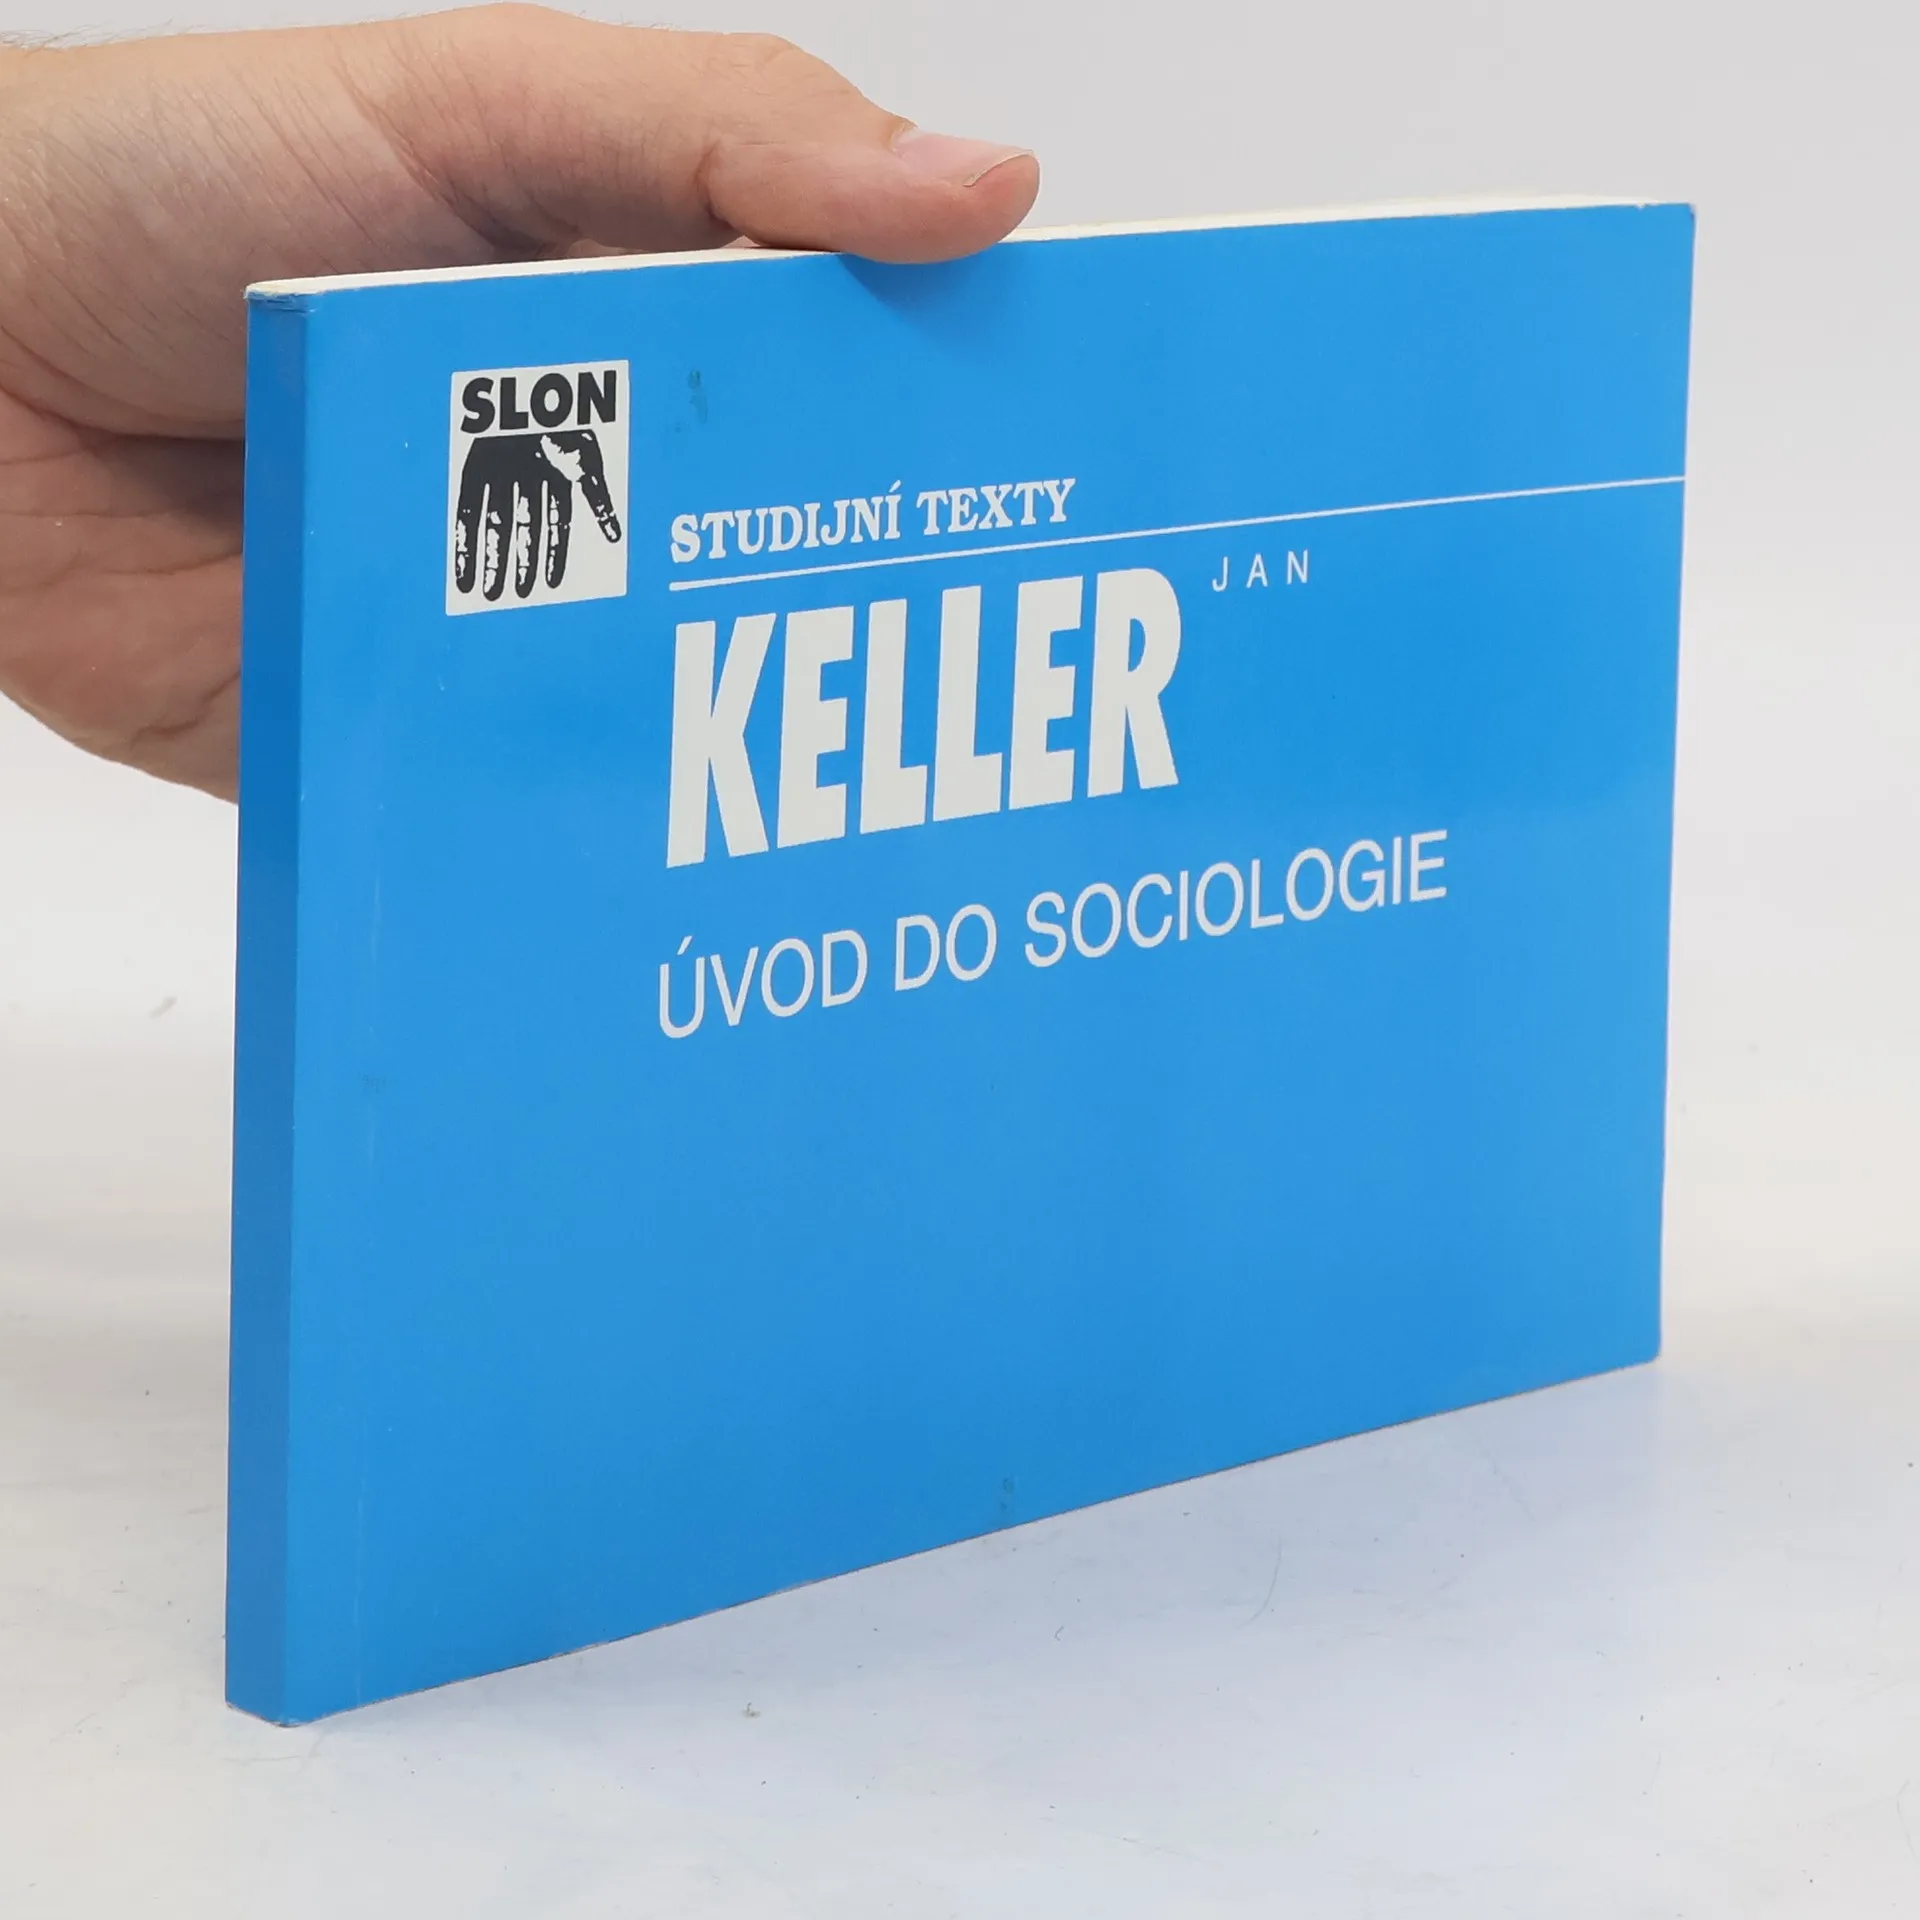 SLON
STUDIJNÍ TEXTY
JAN
KELLER
ÚVOD DO SOCIOLOGIE